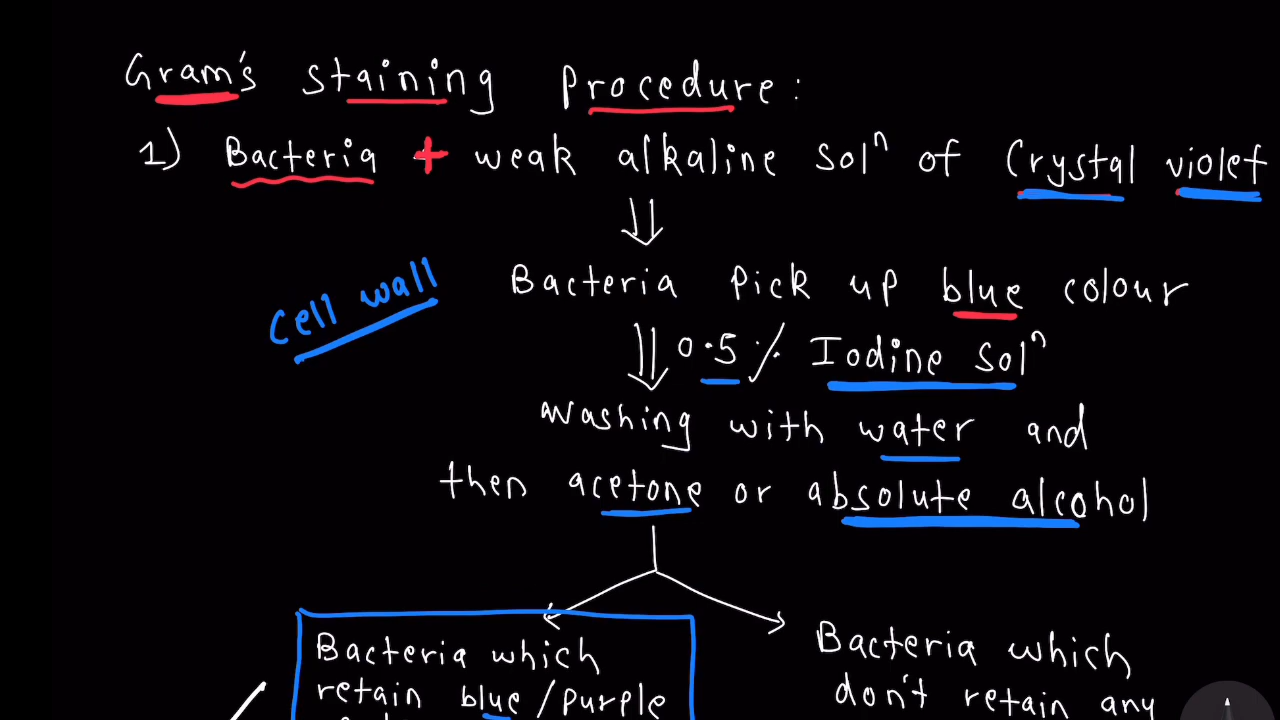 Gram's staining Procedure:
1) Bacteria + weak alkaline solⁿ of Crystal violet
Cell wall
Bacteria Pick up blue colour
0.5% Iodine solⁿ
Washing with water and
then acetone or absolute alcohol
Bacteria which
retain blue/purple
Bacteria which
don't retain any